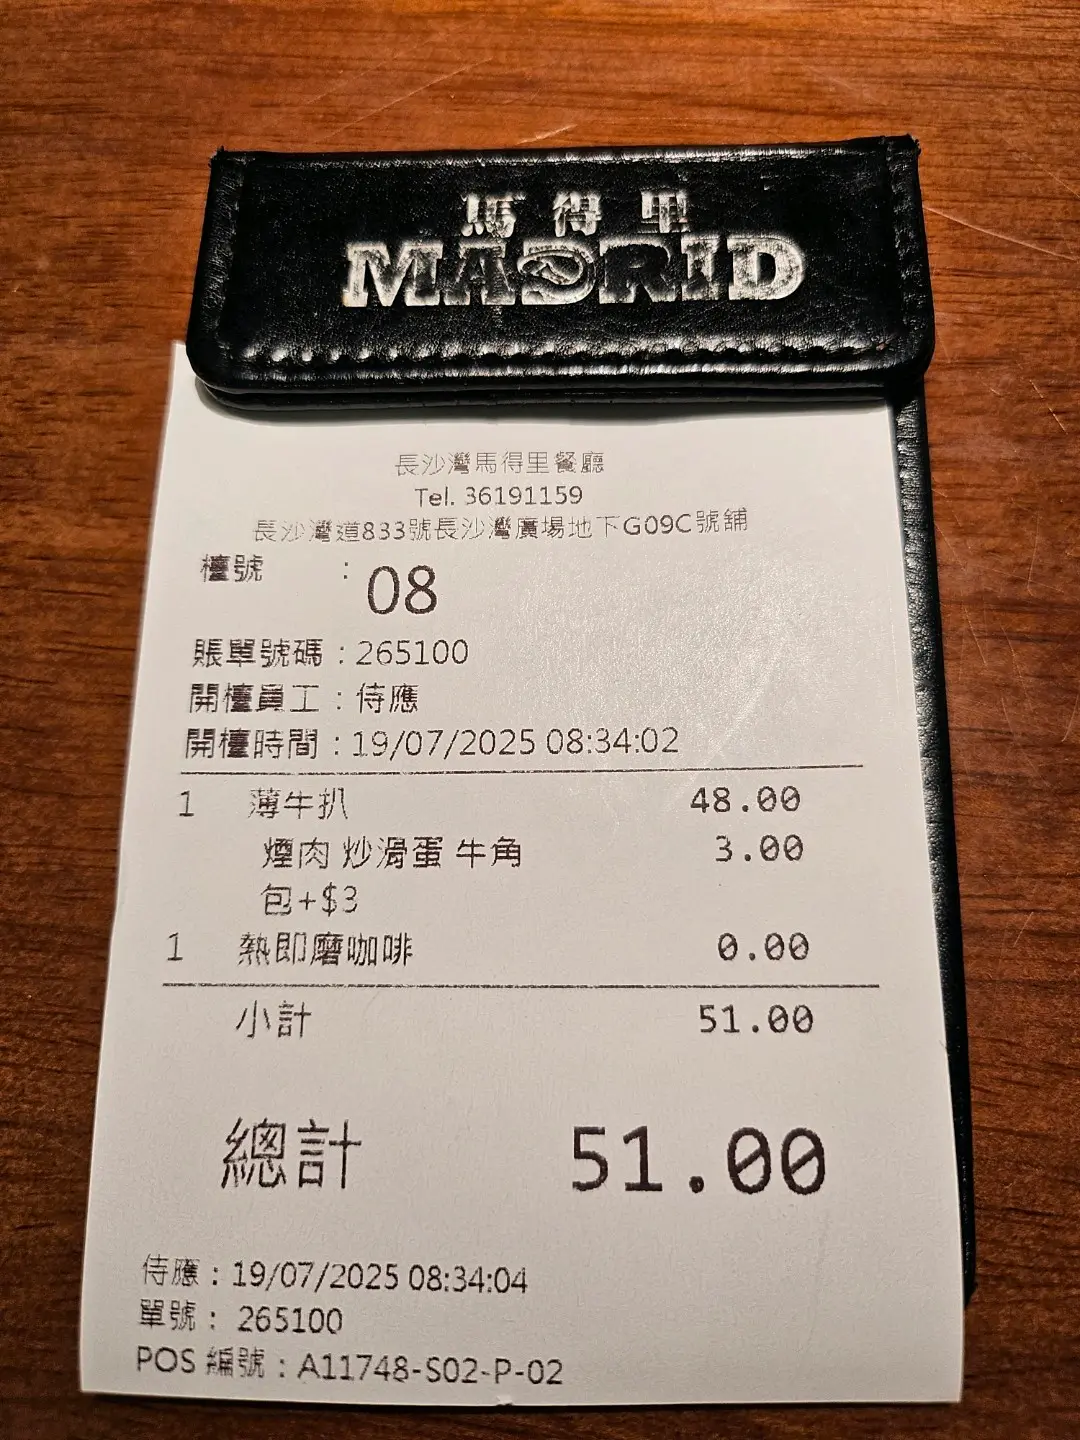 馬得里
MADRID
長沙灣馬得里餐廳
Tel. 36191159
長沙灣道833號長沙灣廣場地下G09C號舖
檯號 : 08
賬單號碼 : 265100
開檯員工 : 侍應
開檯時間 : 19/07/2025 08:34:02
1 薄牛扒 48.00
煙肉 炒滑蛋 牛角 3.00
包+$3
1 熱即磨咖啡 0.00
小計 51.00
總計 51.00
侍應 : 19/07/2025 08:34:04
單號 : 265100
POS 編號 : A11748-S02-P-02